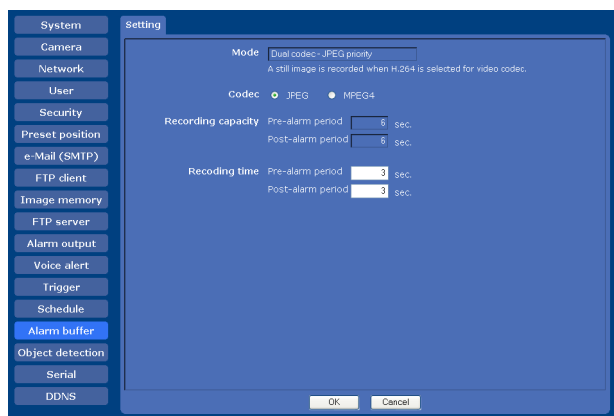 System
Camera
Network
User
Security
Preset position
e-Mail (SMTP)
FTP client
Image memory
FTP server
Alarm output
Voice alert
Trigger
Schedule
Alarm buffer
Object detection
Serial
DDNS
Setting
Mode Dual codec - JPEG priority
A still image is recorded when H.264 is selected for video codec.
Codec JPEG MPEG4
Recording capacity Pre-alarm period 6 sec.
Post-alarm period 6 sec.
Recoding time Pre-alarm period 3 sec.
Post-alarm period 3 sec.
OK Cancel